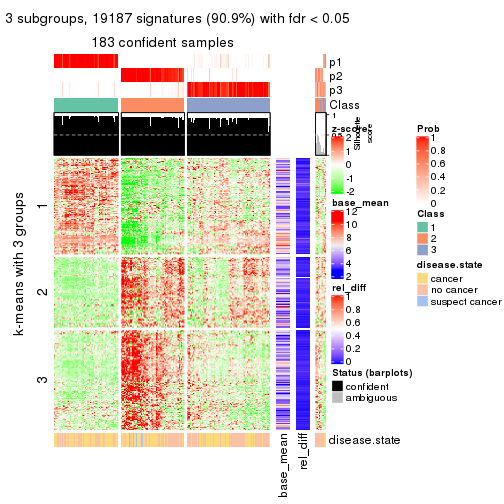 3 subgroups, 19187 signatures (90.9%) with fdr < 0.05
183 confident samples
p1
p2
p3
Class
1
Silhouette
score
k-means with 3 groups
1
2
3
base_mean
rel_diff
disease.state
z-score
2
1
0
-1
-2
base_mean
12
10
8
6
4
2
rel_diff
1
0.8
0.6
0.4
0.2
0
Status (barplots)
confident
ambiguous
Prob
1
0.8
0.6
0.4
0.2
0
Class
1
2
3
disease.state
cancer
no cancer
suspect cancer